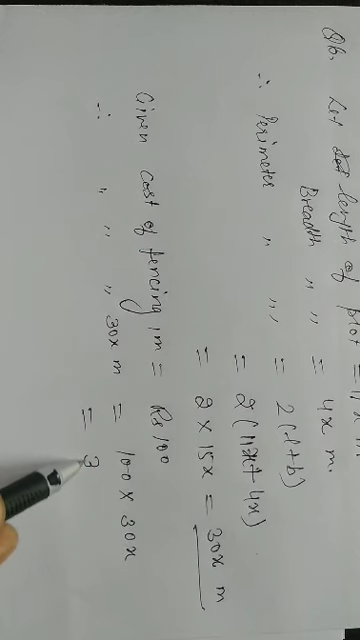 Q6. Let length of plot = 11x m
Breadth " " = 4x m.
∴ Perimeter " " = 2(l+b)
= 2(11x+4x)
= 2 × 15x = 30x m
Given cost of fencing 1m = Rs 100
∴ " " " 30x m = 100 × 30x
= 3